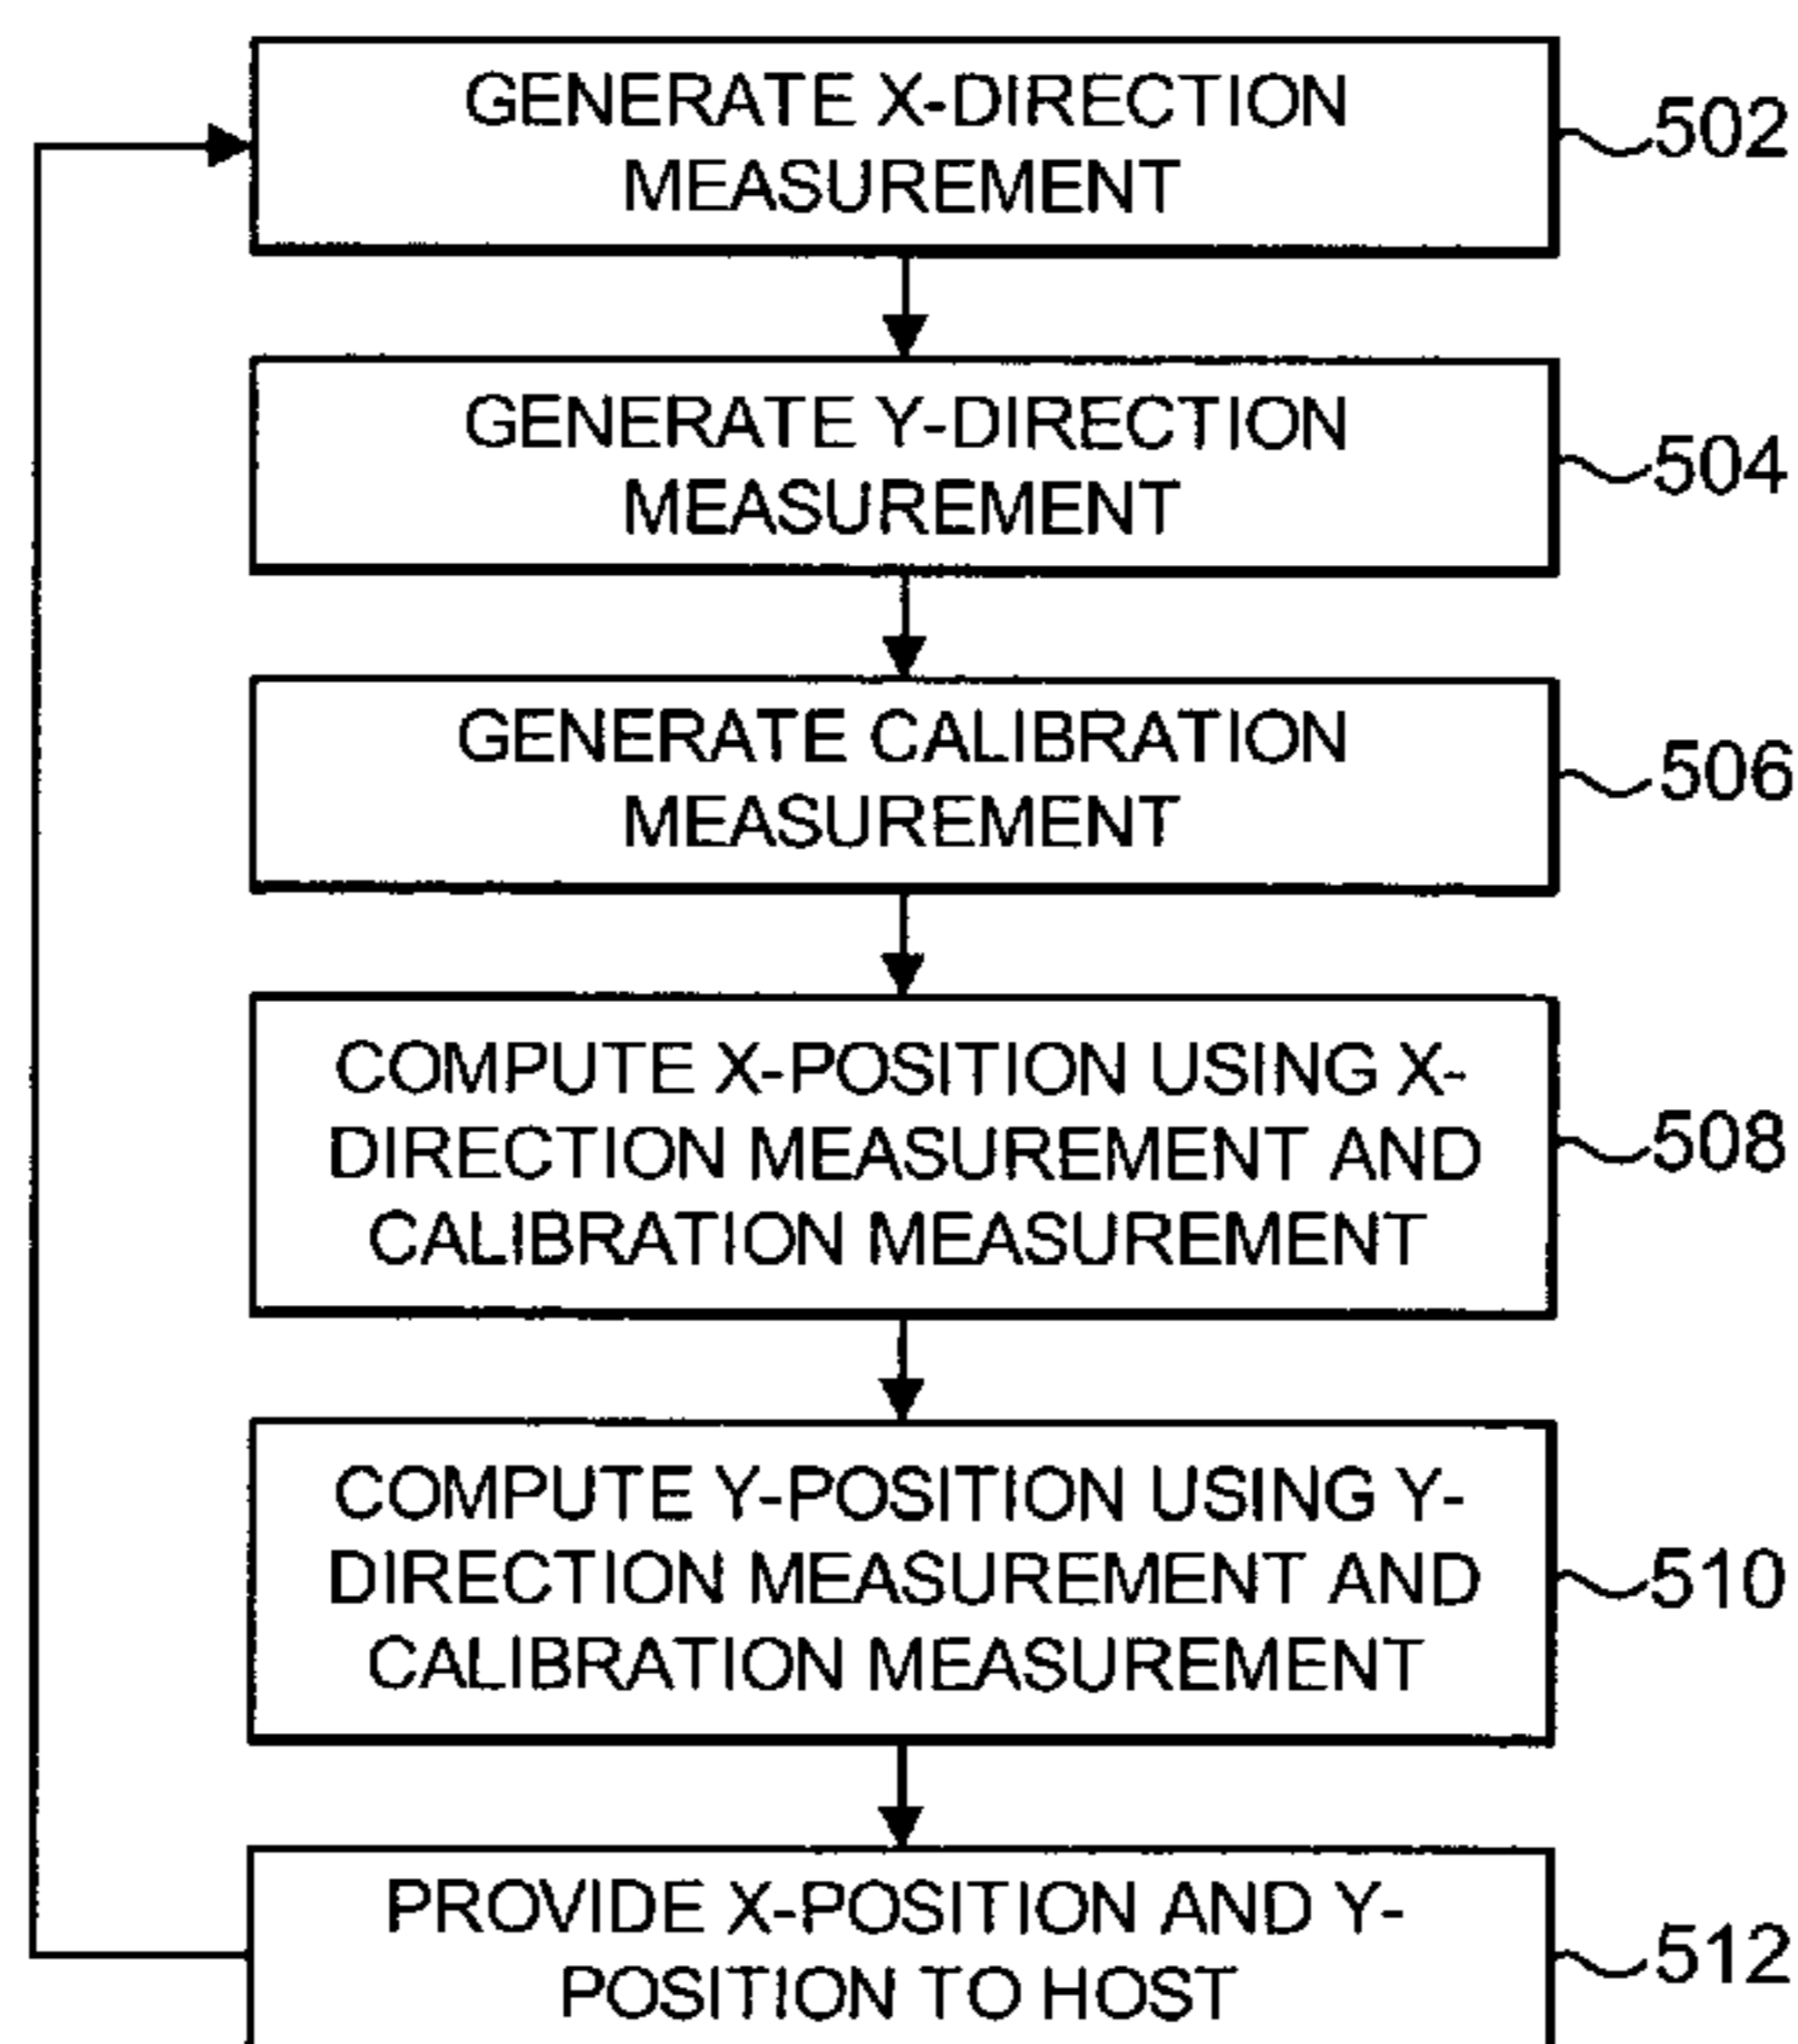 GENERATE X-DIRECTION
MEASUREMENT
502
GENERATE Y-DIRECTION
MEASUREMENT
504
GENERATE CALIBRATION
MEASUREMENT
506
COMPUTE X-POSITION USING X-
DIRECTION MEASUREMENT AND
CALIBRATION MEASUREMENT
508
COMPUTE Y-POSITION USING Y-
DIRECTION MEASUREMENT AND
CALIBRATION MEASUREMENT
510
PROVIDE X-POSITION AND Y-
POSITION TO HOST
512